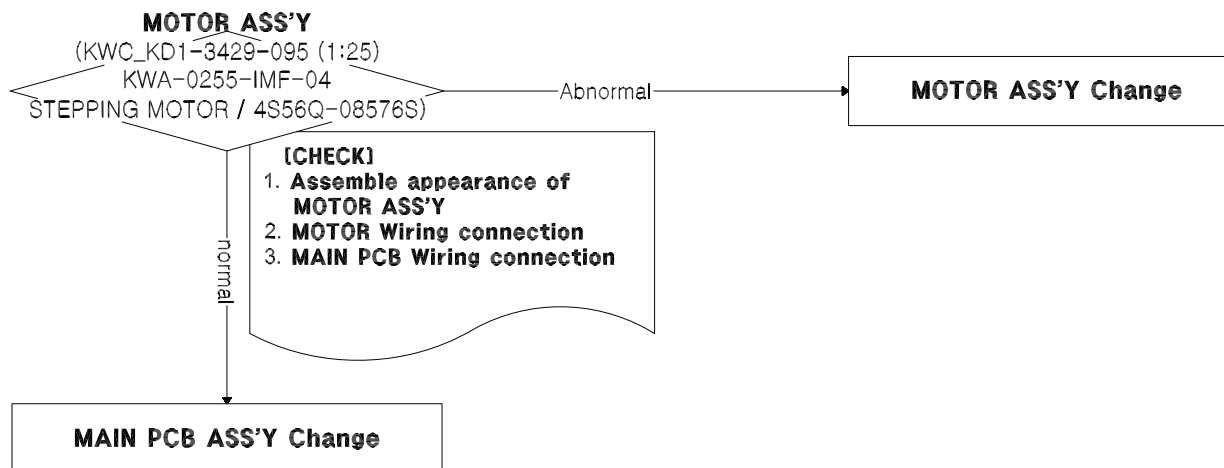 MOTOR ASS'Y
(KWC_KD1-3429-095 (1:25)
KWA-0255-IMF-04
STEPPING MOTOR / 4S56Q-08576S)
Abnormal
MOTOR ASS'Y Change
[CHECK]
1. Assemble appearance of
MOTOR ASS'Y
2. MOTOR Wiring connection
3. MAIN PCB Wiring connection
normal
MAIN PCB ASS'Y Change